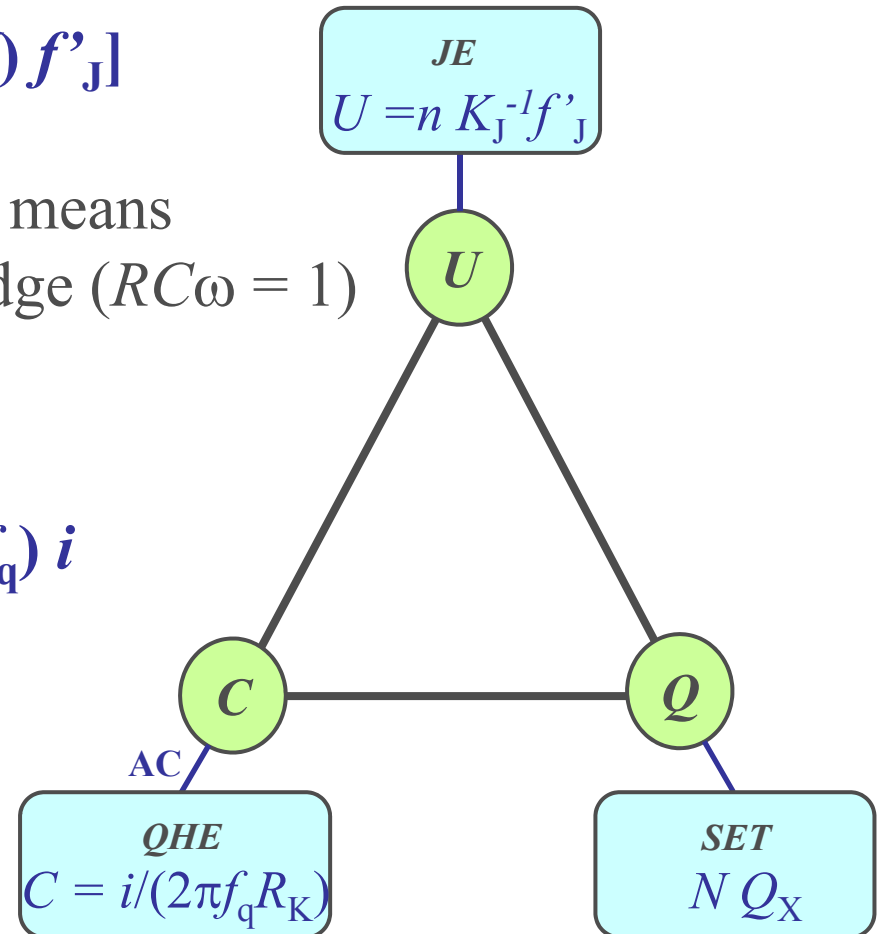 ) f’J]
JE
U =n KJ-1f’J
means
dge (RCω = 1)
U
q) i
C
Q
AC
QHE
C = i/(2πfqRK)
SET
N QX